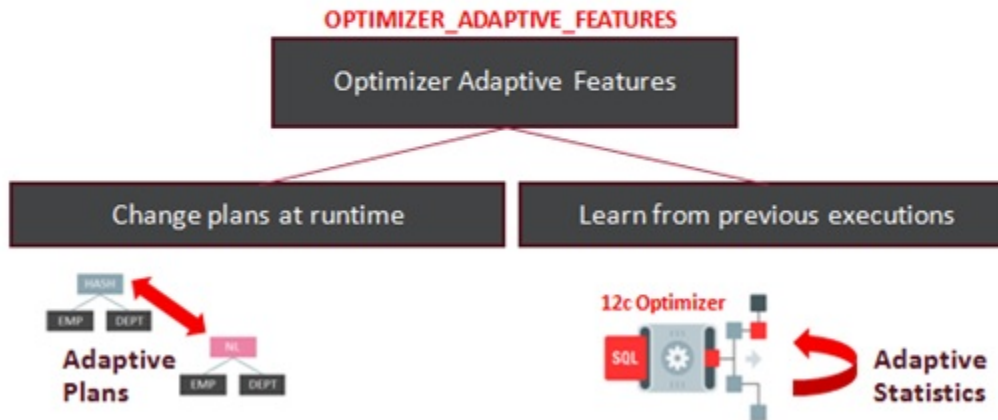 OPTIMIZER_ADAPTIVE_FEATURES
Optimizer Adaptive Features
Change plans at runtime
Learn from previous executions
HASH
EMP DEPT
NL
EMP DEPT
Adaptive
Plans
12c Optimizer
SQL
Adaptive
Statistics